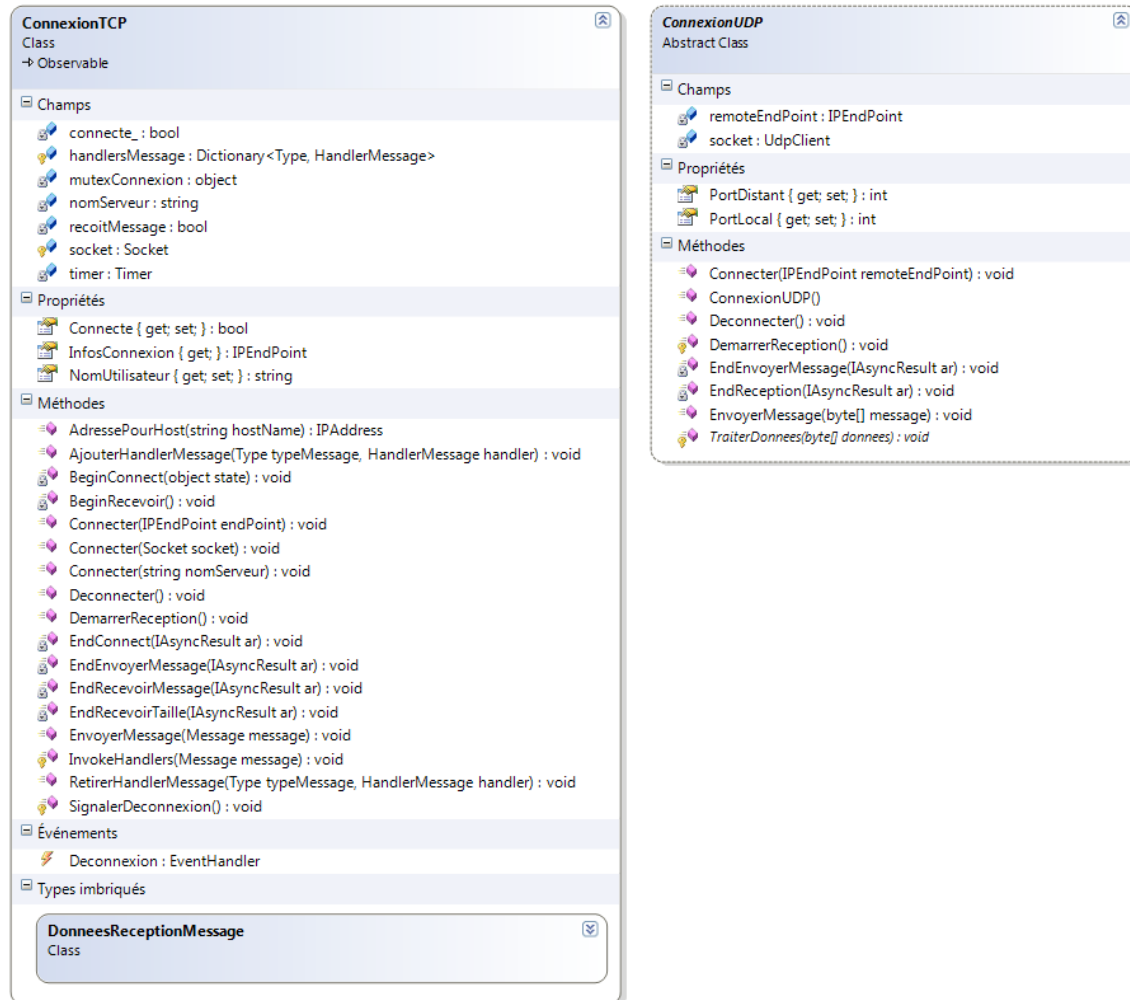 ConnexionTCP
Class
Observable
Champs
connecte_ : bool
handlersMessage : Dictionary<Type, HandlerMessage>
mutexConnexion : object
nomServeur : string
recoitMessage : bool
socket : Socket
timer : Timer
Propriétés
Connecte { get; set; } : bool
InfosConnexion { get; } : IPEndPoint
NomUtilisateur { get; set; } : string
Méthodes
AdressePourHost(string hostName) : IPAddress
AjouterHandlerMessage(Type typeMessage, HandlerMessage handler) : void
BeginConnect(object state) : void
BeginRecevoir() : void
Connecter(IPEndPoint endPoint) : void
Connecter(Socket socket) : void
Connecter(string nomServeur) : void
Deconnecter() : void
DemarrerReception() : void
EndConnect(IAsyncResult ar) : void
EndEnvoyerMessage(IAsyncResult ar) : void
EndRecevoirMessage(IAsyncResult ar) : void
EndRecevoirTaille(IAsyncResult ar) : void
EnvoyerMessage(Message message) : void
InvokeHandlers(Message message) : void
RetirerHandlerMessage(Type typeMessage, HandlerMessage handler) : void
SignalerDeconnexion() : void
Événements
Deconnexion : EventHandler
Types imbriqués
DonneesReceptionMessage
Class
ConnexionUDP
Abstract Class
Champs
remoteEndPoint : IPEndPoint
socket : UdpClient
Propriétés
PortDistant { get; set; } : int
PortLocal { get; set; } : int
Méthodes
Connecter(IPEndPoint remoteEndPoint) : void
ConnexionUDP()
Deconnecter() : void
DemarrerReception() : void
EndEnvoyerMessage(IAsyncResult ar) : void
EndReception(IAsyncResult ar) : void
EnvoyerMessage(byte[] message) : void
TraiterDonnees(byte[] donnees) : void